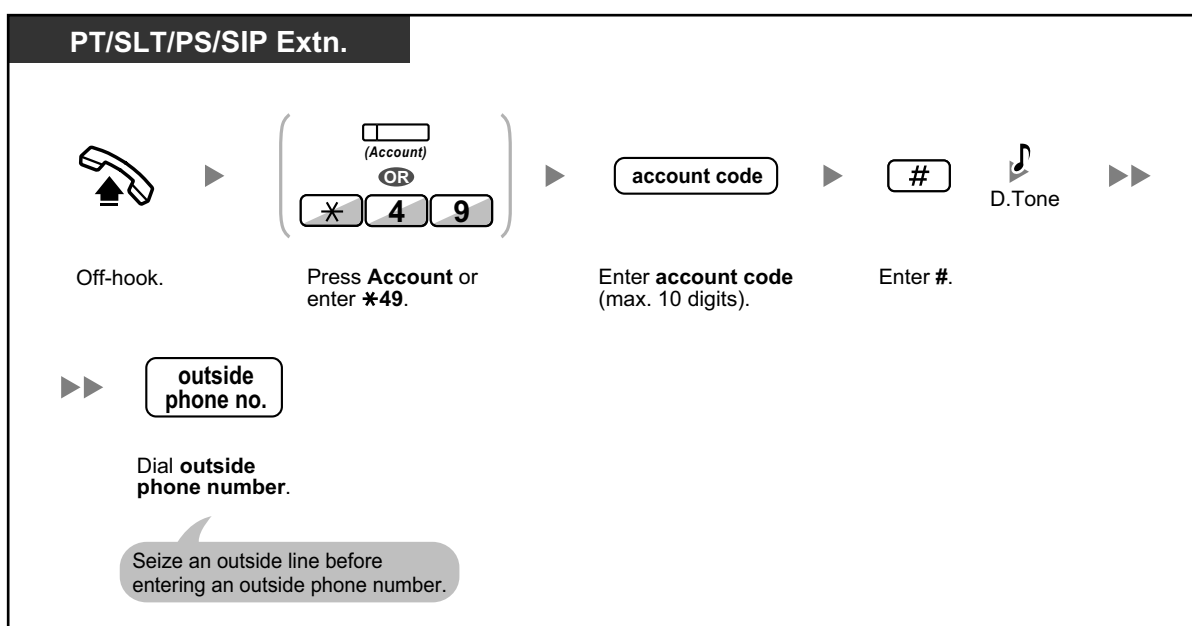 PT/SLT/PS/SIP Extn.
(Account)
OR
* 4 9
account code
#
D.Tone
Off-hook.
Press Account or
enter *49.
Enter account code
(max. 10 digits).
Enter #.
outside
phone no.
Dial outside
phone number.
Seize an outside line before
entering an outside phone number.